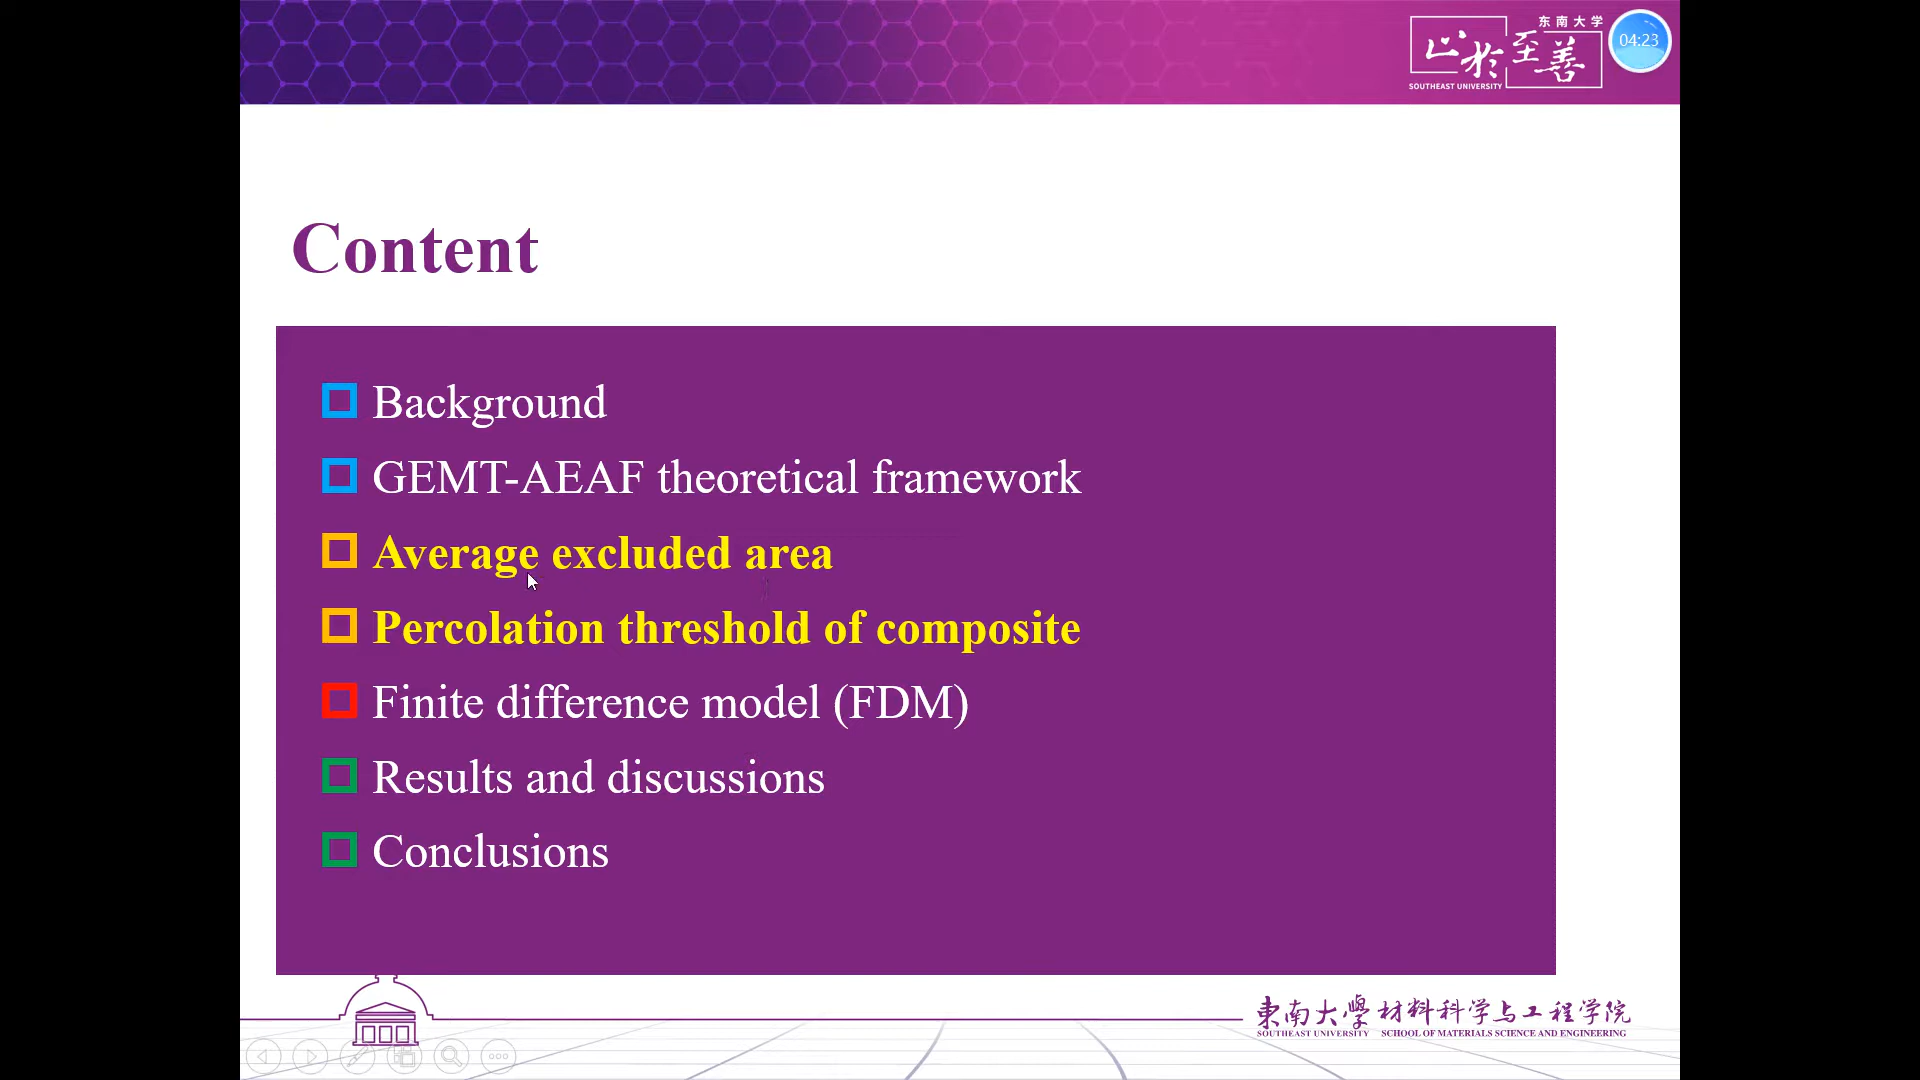 东南大学
止於至善
SOUTHEAST UNIVERSITY
04:23
Content
Background
GEMT-AEAF theoretical framework
Average excluded area
Percolation threshold of composite
Finite difference model (FDM)
Results and discussions
Conclusions
東南大學 材料科学与工程学院
SOUTHEAST UNIVERSITY SCHOOL OF MATERIALS SCIENCE AND ENGINEERING